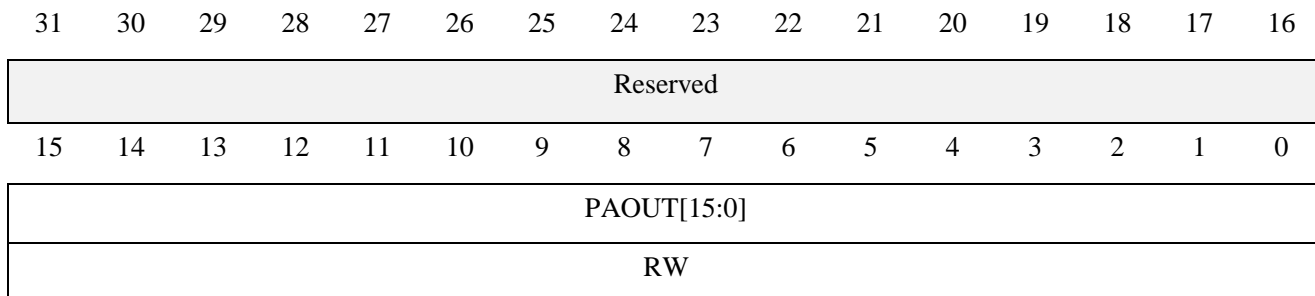 31 30 29 28 27 26 25 24 23 22 21 20 19 18 17 16
Reserved
15 14 13 12 11 10 9 8 7 6 5 4 3 2 1 0
PAOUT[15:0]
RW